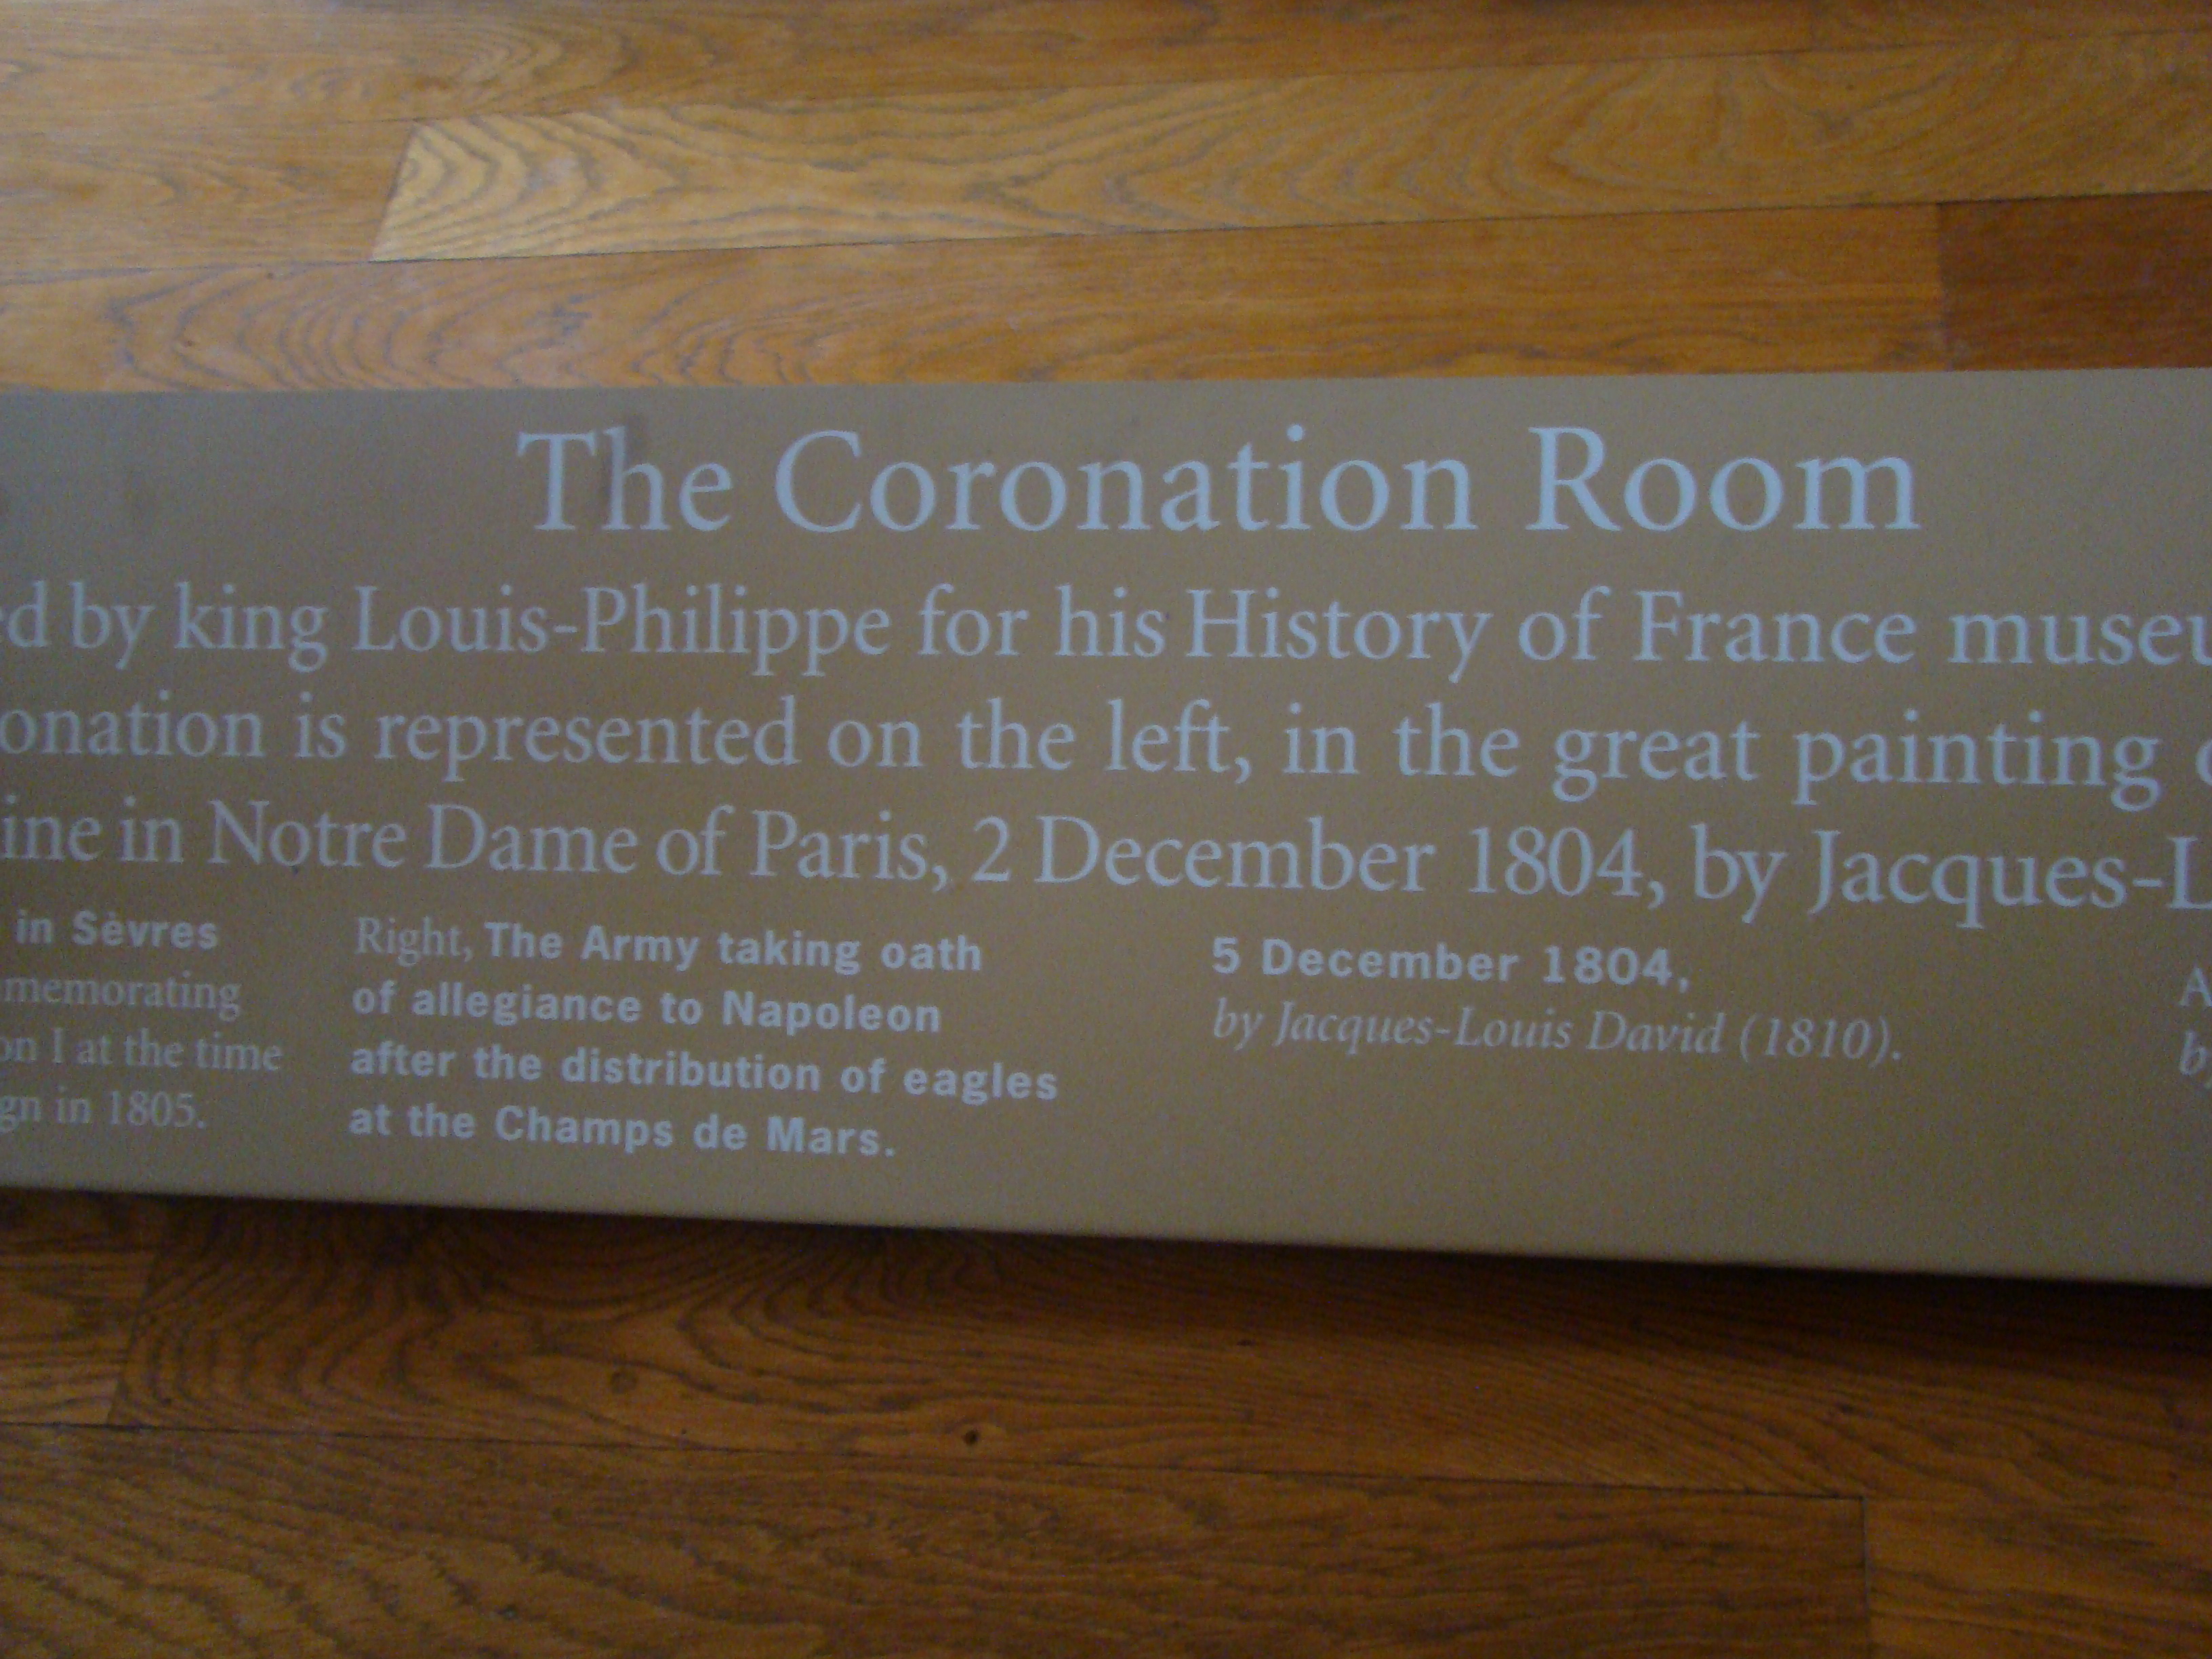 The Coronation Room
ed by king Louis-Philippe for his History of France museu
onation is represented on the left, in the great painting
ine in Notre Dame of Paris, 2 December 1804, by Jacques-L
in Sèvres
memorating
on I at the time
gn in 1805.
Right, The Army taking oath
of allegiance to Napoleon
after the distribution of eagles
at the Champs de Mars.
5 December 1804,
by Jacques-Louis David (1810).
A
b